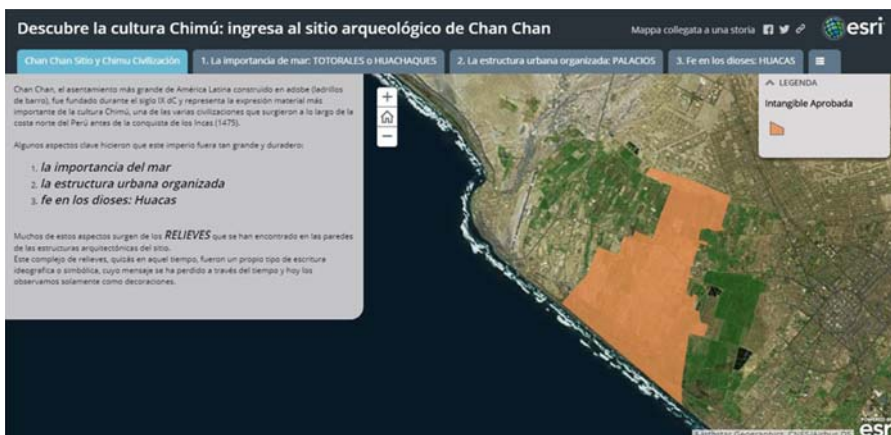 Descubre la cultura Chimú: ingresa al sitio arqueológico de Chan Chan
Mappa collegata a una storia
esri
Chan Chan Sitio y Chimu Civilización
1. La importancia de mar: TOTORALES o HUACHAQUES
2. La estructura urbana organizada: PALACIOS
3. Fe en los dioses: HUACAS
Chan Chan, el asentamiento más grande de América Latina construido en adobe (ladrillos
de barro), fue fundado durante el siglo IX dC y representa la expresión material más
importante de la cultura Chimú, una de las varias civilizaciones que surgieron a lo largo de la
costa norte del Perú antes de la conquista de los Incas (1475).
Algunos aspectos clave hicieron que este imperio fuera tan grande y duradero:
1. la importancia del mar
2. la estructura urbana organizada
3. fe en los dioses: Huacas
Muchos de estos aspectos surgen de los RELIEVES que se han encontrado en las paredes
de las estructuras arquitectónicas del sitio.
Este complejo de relieves, quizás en aquel tiempo, fueron un propio tipo de escritura
ideografica o simbólica, cuyo mensaje se ha perdido a través del tiempo y hoy los
observamos solamente como decoraciones.
LEGENDA
Intangible Aprobada
Earthstar Geographics, CNES/Airbus DS
esri